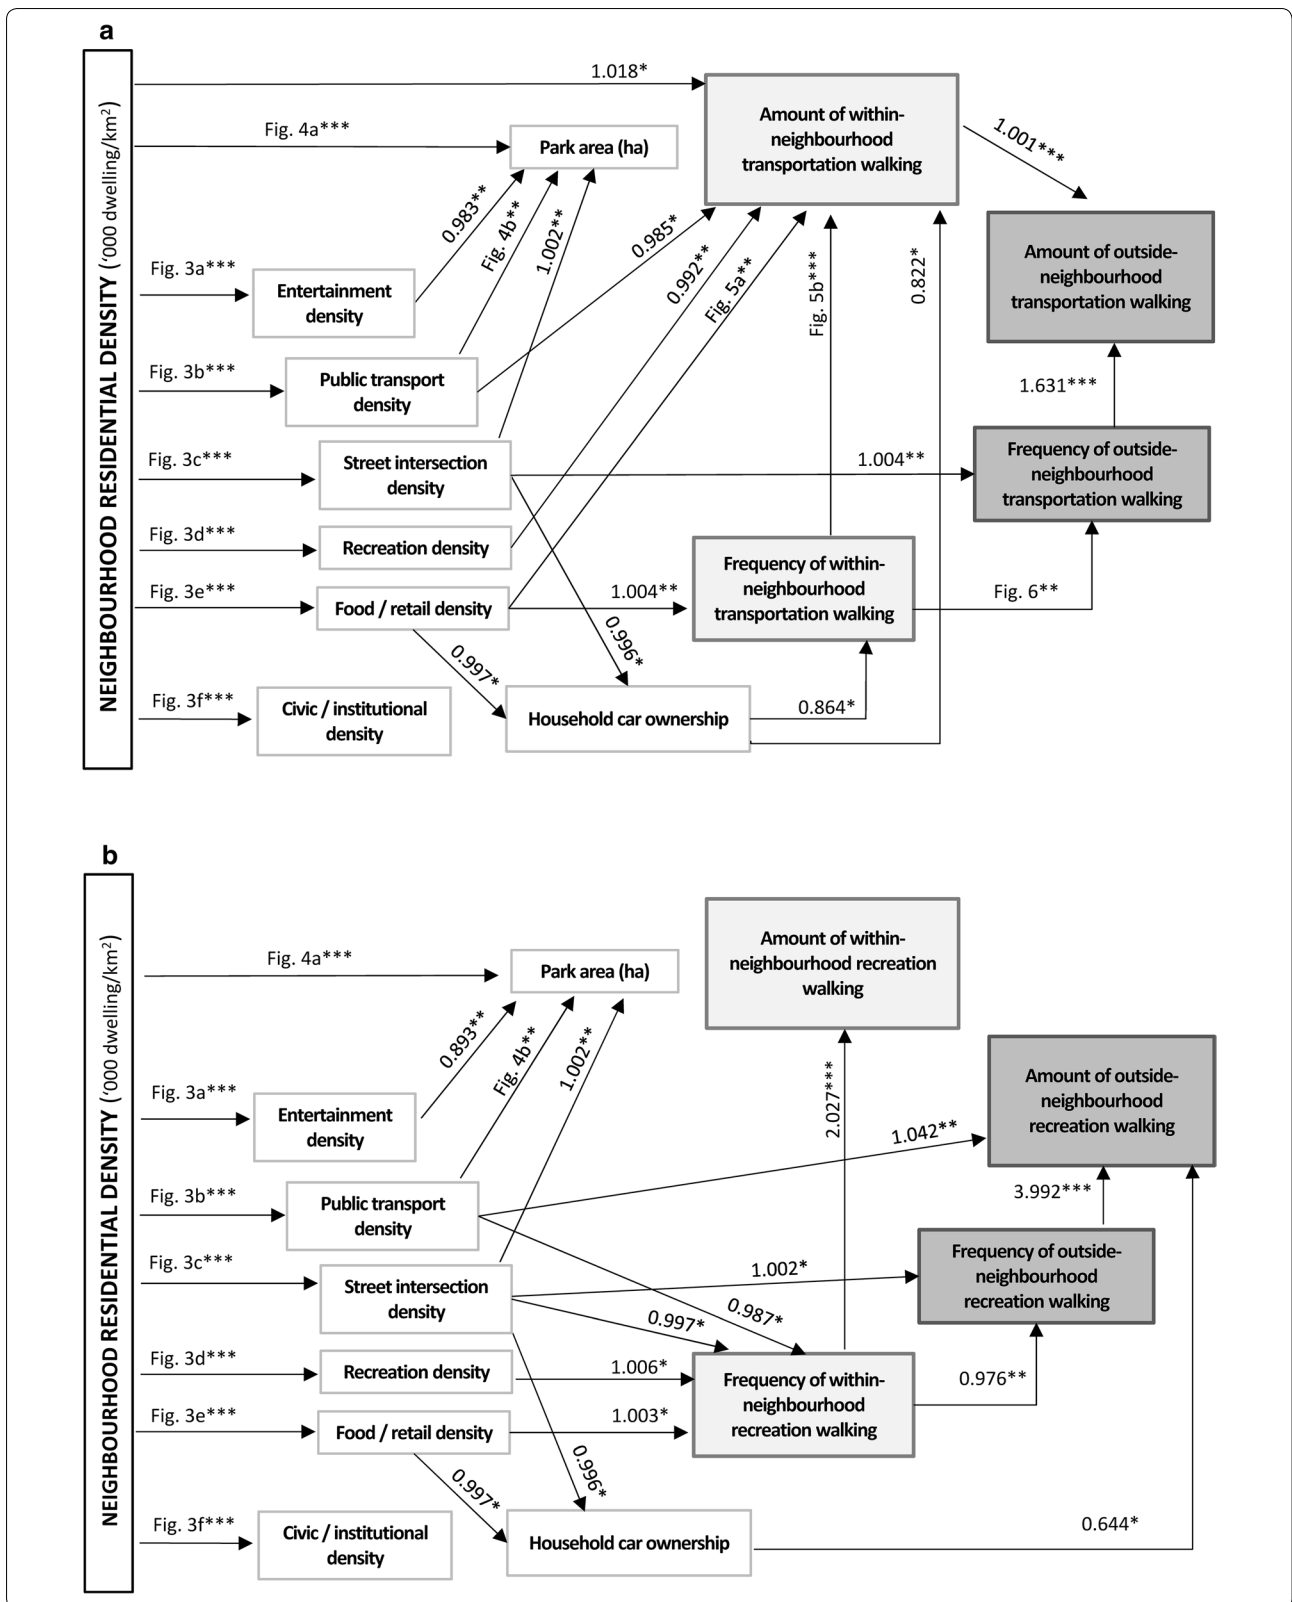 a
NEIGHBOURHOOD RESIDENTIAL DENSITY (‘000 dwelling/km²)
1.018*
Fig. 4a***
Park area (ha)
Amount of within-
neighbourhood
transportation walking
1.001***
0.983**
Fig. 4b**
1.002**
0.985*
0.992**
Fig. 5a**
Fig. 5b***
0.822*
Amount of outside-
neighbourhood
transportation walking
Fig. 3a***
Entertainment
density
Fig. 3b***
Public transport
density
1.631***
Fig. 3c***
Street intersection
density
1.004**
Frequency of outside-
neighbourhood
transportation walking
Fig. 3d***
Recreation density
Fig. 3e***
Food / retail density
1.004**
Frequency of within-
neighbourhood
transportation walking
Fig. 6**
0.996*
0.997*
Fig. 3f***
Civic / institutional
density
Household car ownership
0.864*
b
NEIGHBOURHOOD RESIDENTIAL DENSITY (‘000 dwelling/km²)
Fig. 4a***
Park area (ha)
Amount of within-
neighbourhood recreation
walking
0.893**
Fig. 4b**
1.002**
2.027***
Amount of outside-
neighbourhood
recreation walking
Fig. 3a***
Entertainment
density
1.042**
Fig. 3b***
Public transport
density
3.992***
Fig. 3c***
Street intersection
density
1.002*
Frequency of outside-
neighbourhood
recreation walking
0.997*
0.987*
Fig. 3d***
Recreation density
1.006*
Frequency of within-
neighbourhood
recreation walking
0.976**
Fig. 3e***
Food / retail density
1.003*
0.997*
0.996*
Fig. 3f***
Civic / institutional
density
Household car ownership
0.644*